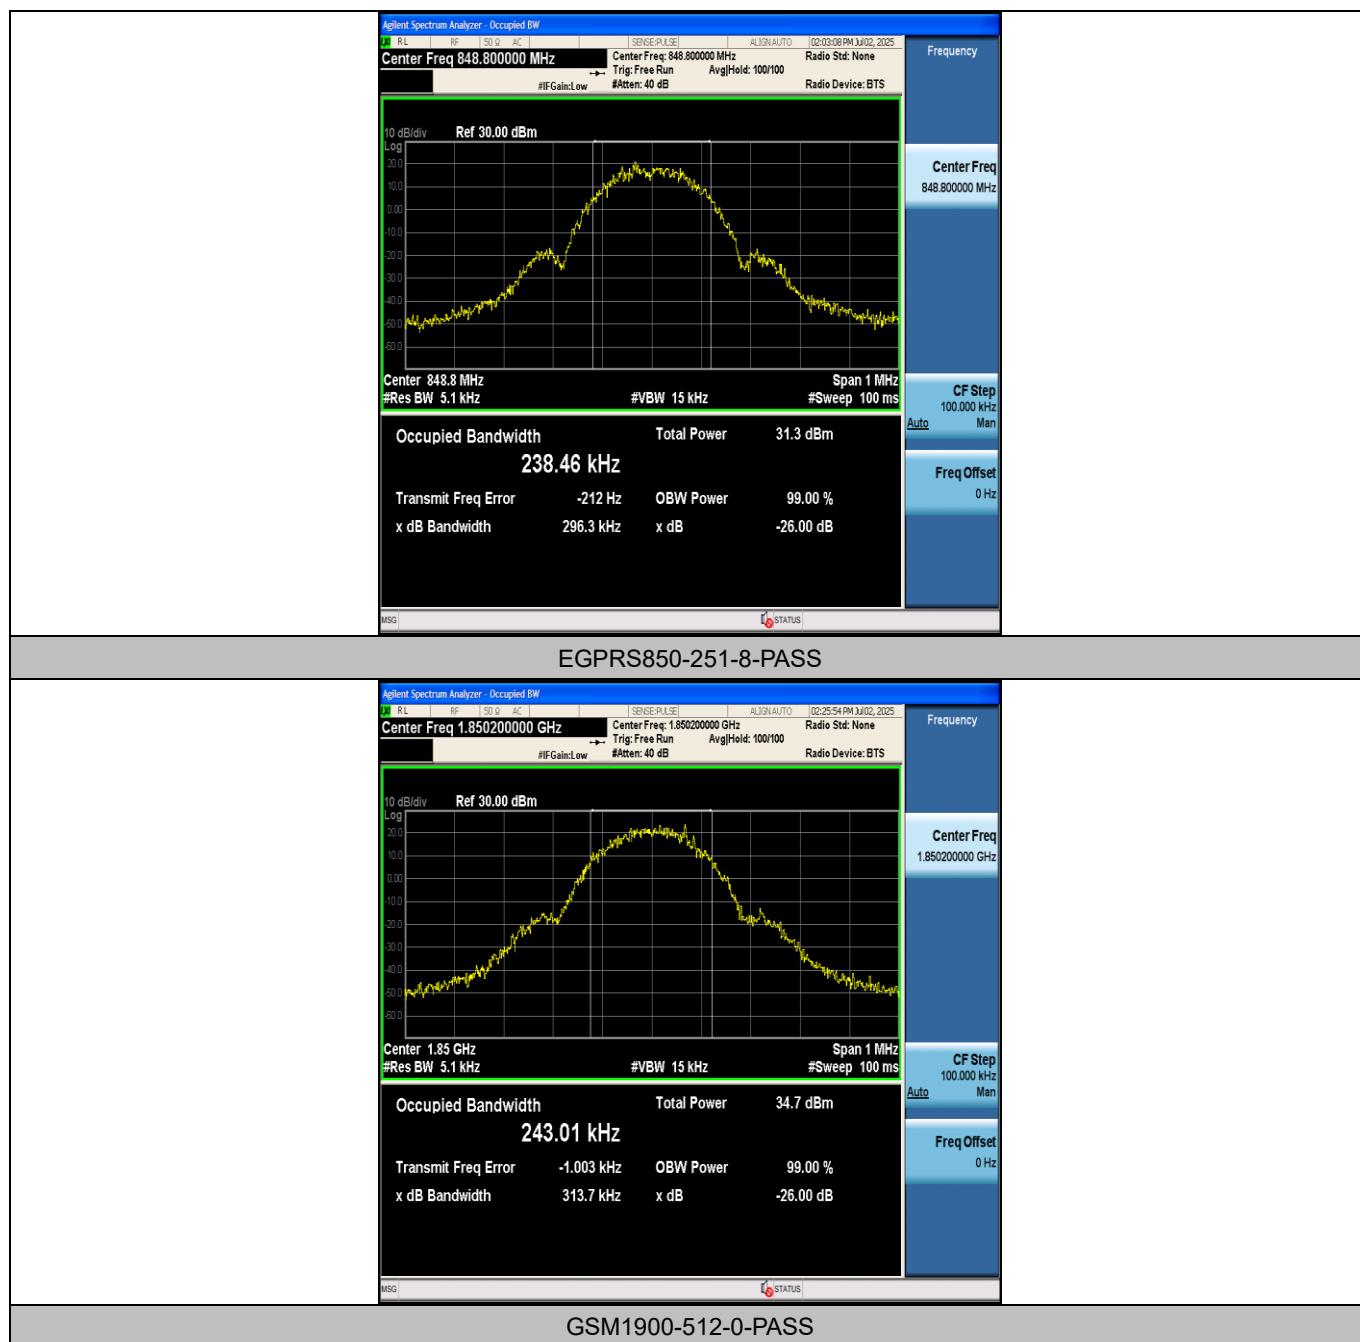 Agilent Spectrum Analyzer - Occupied BW
RL RF 50 Ω AC SENSE:PULSE ALIGN AUTO 02:03:08 PM Jul 02, 2025
Center Freq 848.800000 MHz
Center Freq: 848.800000 MHz Radio Std: None
Trig: Free Run Avg|Hold: 100/100
#IFGain:Low #Atten: 40 dB Radio Device: BTS
Frequency
10 dB/div Ref 30.00 dBm
Log
20.0
10.0
0.00
-10.0
-20.0
-30.0
-40.0
-50.0
-60.0
Center 848.8 MHz Span 1 MHz
#Res BW 5.1 kHz #VBW 15 kHz #Sweep 100 ms
Center Freq
848.800000 MHz
CF Step
100.000 kHz
Auto Man
Freq Offset
0 Hz
Occupied Bandwidth Total Power 31.3 dBm
238.46 kHz
Transmit Freq Error -212 Hz OBW Power 99.00 %
x dB Bandwidth 296.3 kHz x dB -26.00 dB
MSG STATUS
EGPRS850-251-8-PASS
Agilent Spectrum Analyzer - Occupied BW
RL RF 50 Ω AC SENSE:PULSE ALIGN AUTO 02:25:54 PM Jul 02, 2025
Center Freq 1.850200000 GHz
Center Freq: 1.850200000 GHz Radio Std: None
Trig: Free Run Avg|Hold: 100/100
#IFGain:Low #Atten: 40 dB Radio Device: BTS
Frequency
10 dB/div Ref 30.00 dBm
Log
20.0
10.0
0.00
-10.0
-20.0
-30.0
-40.0
-50.0
-60.0
Center 1.85 GHz Span 1 MHz
#Res BW 5.1 kHz #VBW 15 kHz #Sweep 100 ms
Center Freq
1.850200000 GHz
CF Step
100.000 kHz
Auto Man
Freq Offset
0 Hz
Occupied Bandwidth Total Power 34.7 dBm
243.01 kHz
Transmit Freq Error -1.003 kHz OBW Power 99.00 %
x dB Bandwidth 313.7 kHz x dB -26.00 dB
MSG STATUS
GSM1900-512-0-PASS